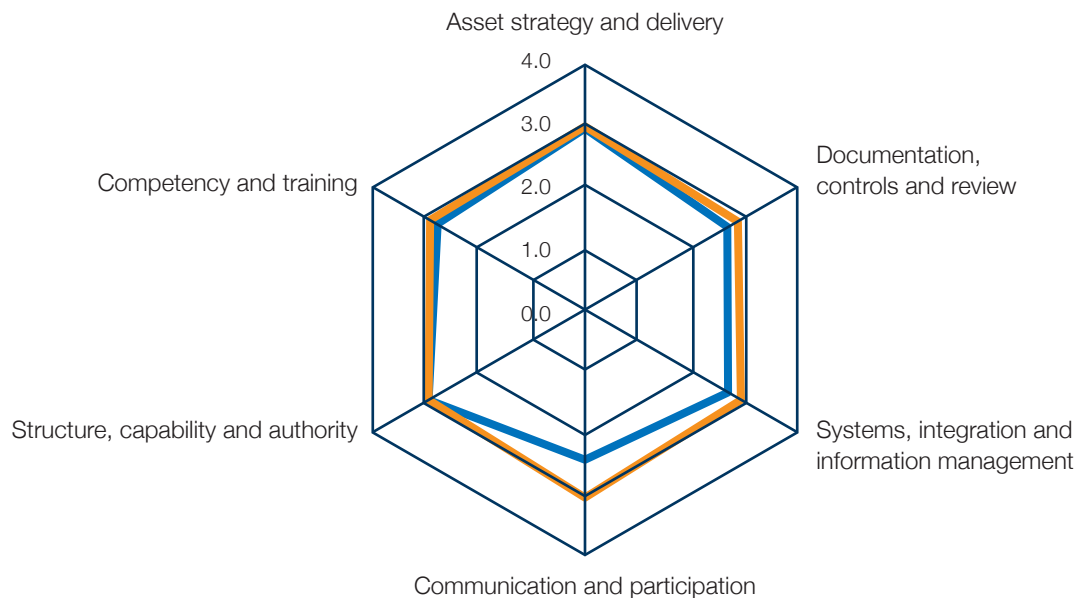 Asset strategy and delivery
4.0
3.0
Documentation,
controls and review
Competency and training
2.0
1.0
0.0
Structure, capability and authority
Systems, integration and
information management
Communication and participation